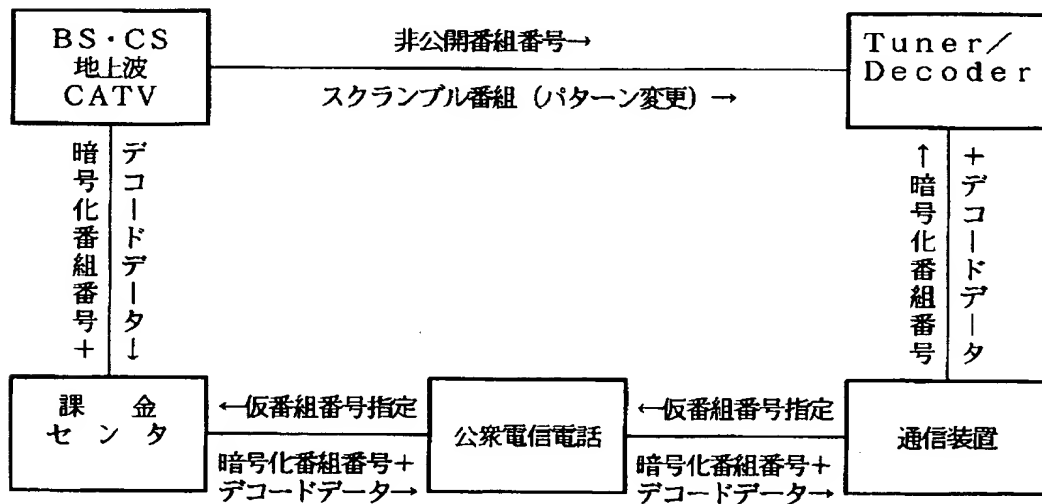 BS・CS
地上波
CATV
非公開番組番号→
スクランブル番組（パターン変更）→
Tuner／
Decoder
暗号化番組番号＋
デコードデータ↓
↑暗号化番組番号
＋デコードデータ
課　金
センタ
←仮番組番号指定
暗号化番組番号＋
デコードデータ→
公衆電信電話
←仮番組番号指定
暗号化番組番号＋
デコードデータ→
通信装置